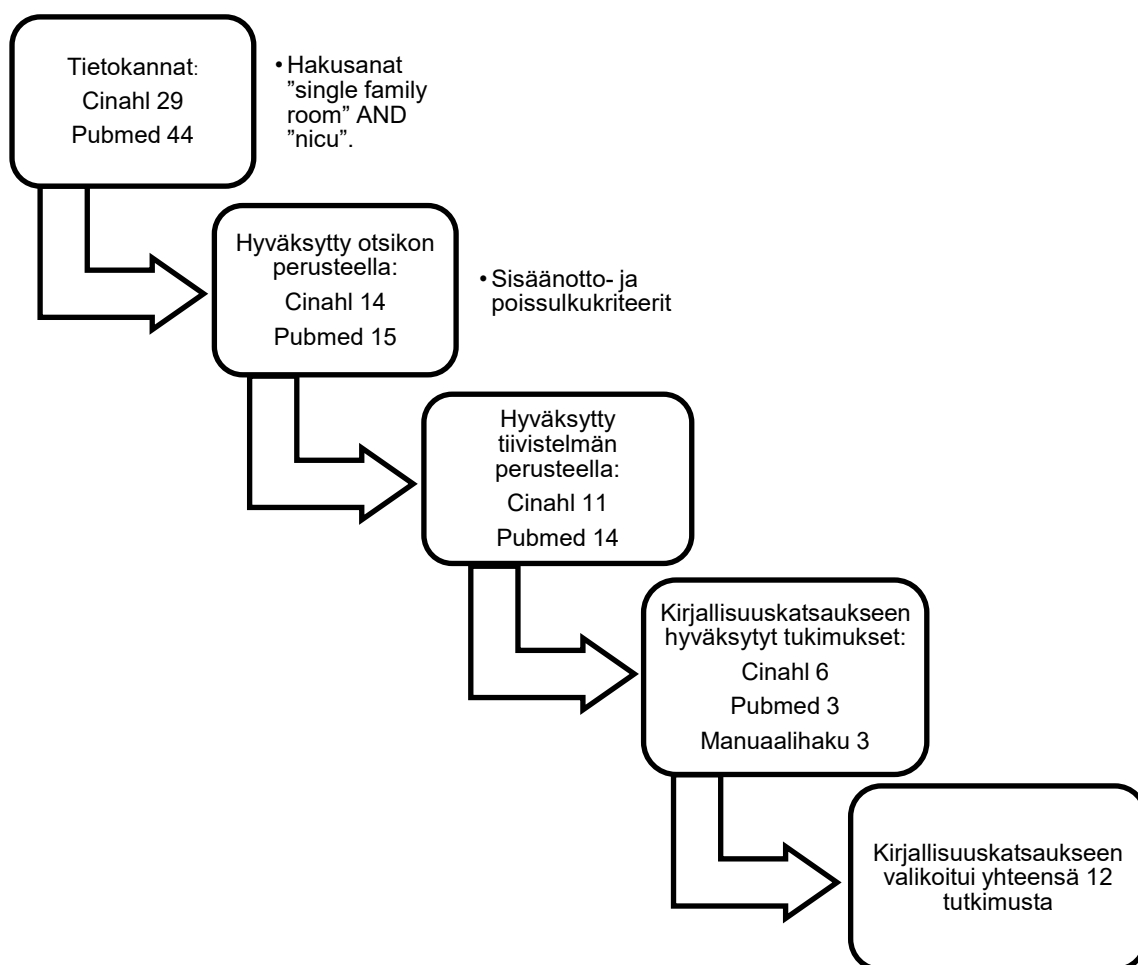 Tietokannat:
Cinahl 29
Pubmed 44
• Hakusanat
”single family
room” AND
”nicu”.
Hyväksytty otsikon
perusteella:
Cinahl 14
Pubmed 15
• Sisäänotto- ja
poissulkukriteerit
Hyväksytty
tiivistelmän
perusteella:
Cinahl 11
Pubmed 14
Kirjallisuuskatsaukseen
hyväksytyt tukimukset:
Cinahl 6
Pubmed 3
Manuaalihaku 3
Kirjallisuuskatsaukseen
valikoitui yhteensä 12
tutkimusta